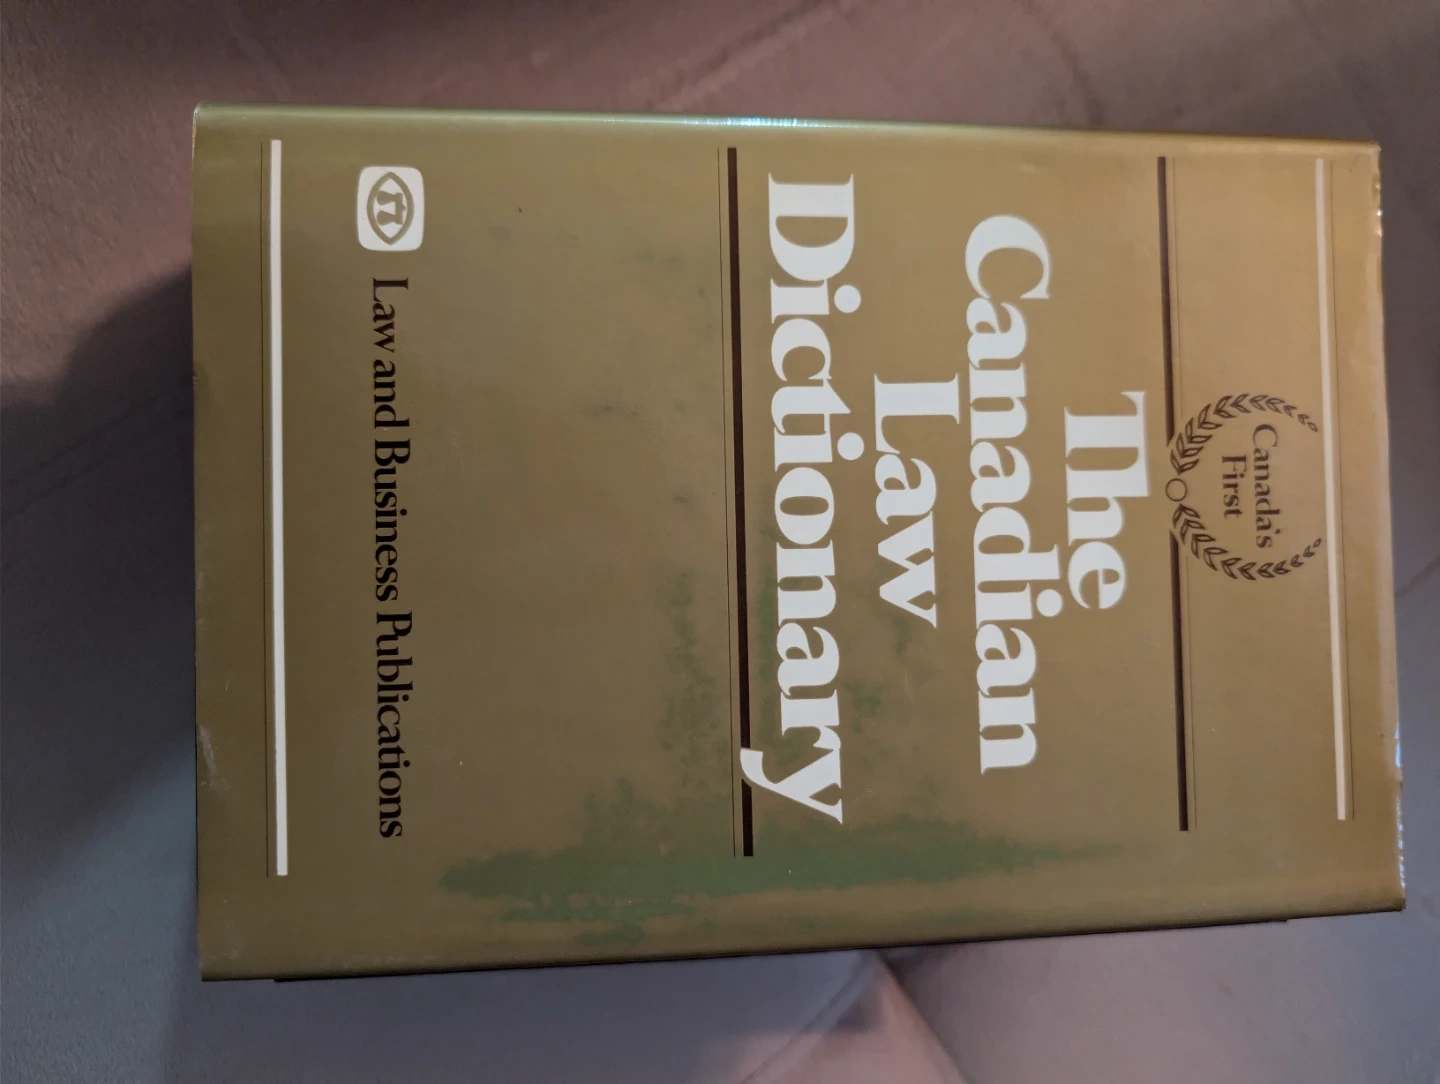 Canada's
First
The
Canadian
Law
Dictionary
Law and Business Publications